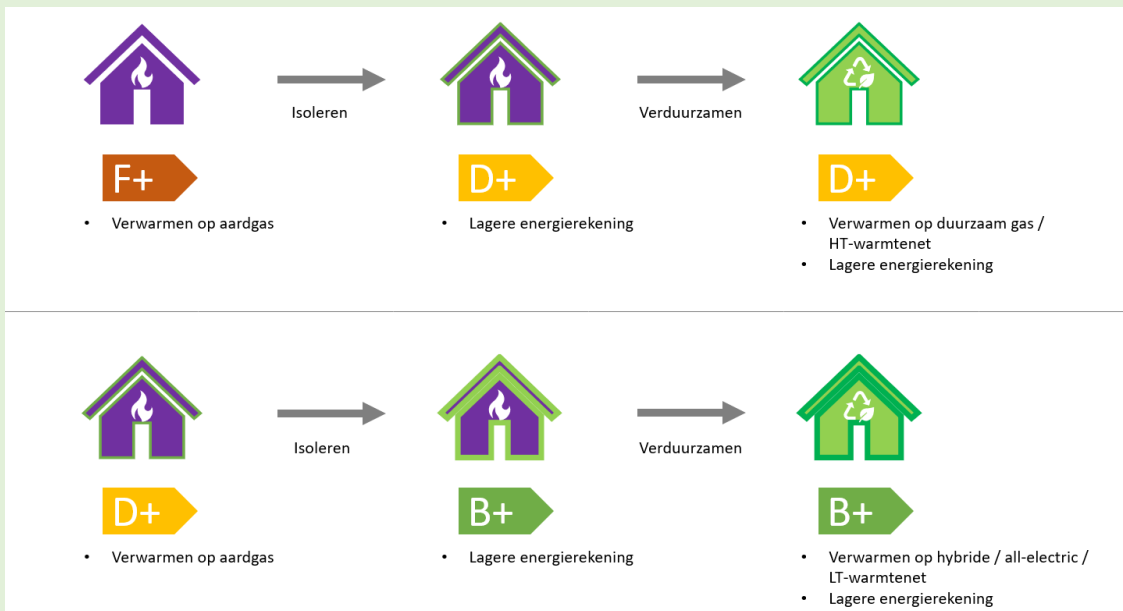 Isoleren
Verduurzamen
F+
D+
D+
• Verwarmen op aardgas
• Lagere energierekening
• Verwarmen op duurzaam gas /
HT-warmtenet
• Lagere energierekening
Isoleren
Verduurzamen
D+
B+
B+
• Verwarmen op aardgas
• Lagere energierekening
• Verwarmen op hybride / all-electric /
LT-warmtenet
• Lagere energierekening